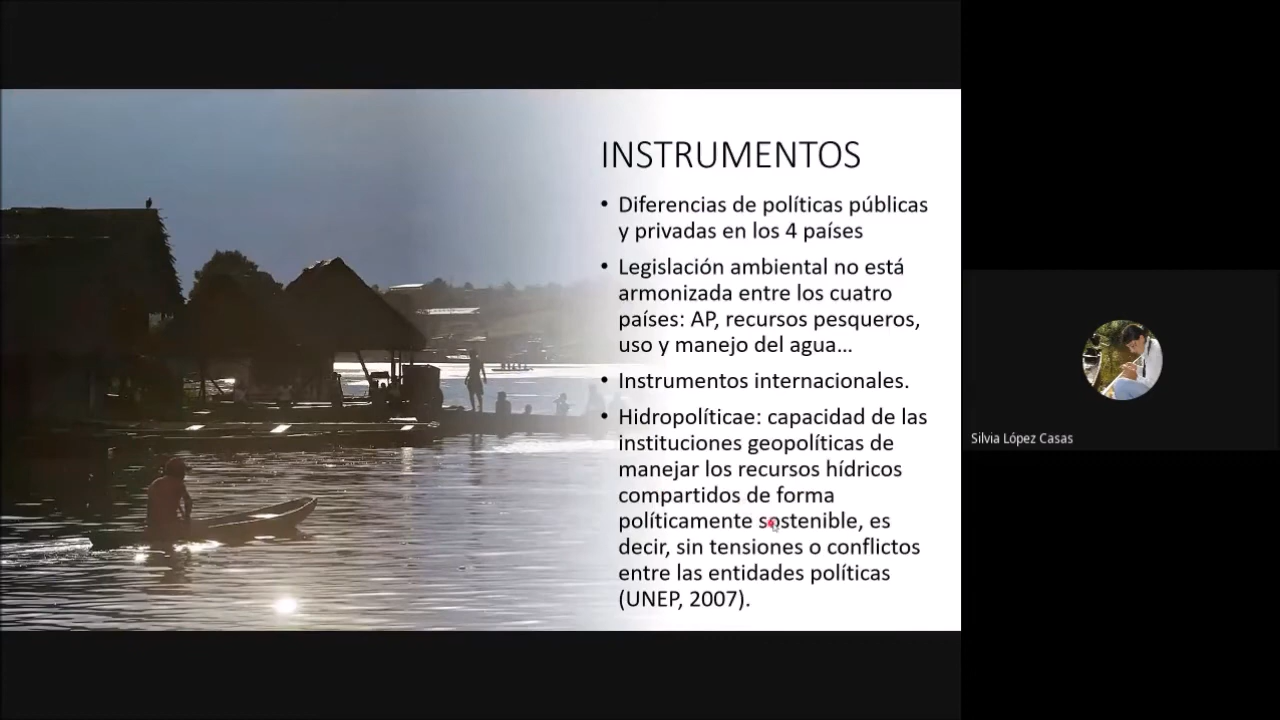 INSTRUMENTOS
• Diferencias de políticas públicas
y privadas en los 4 países
• Legislación ambiental no está
armonizada entre los cuatro
países: AP, recursos pesqueros,
uso y manejo del agua...
• Instrumentos internacionales.
• Hidropolíticae: capacidad de las
instituciones geopolíticas de
manejar los recursos hídricos
compartidos de forma
políticamente sostenible, es
decir, sin tensiones o conflictos
entre las entidades políticas
(UNEP, 2007).
Silvia López Casas